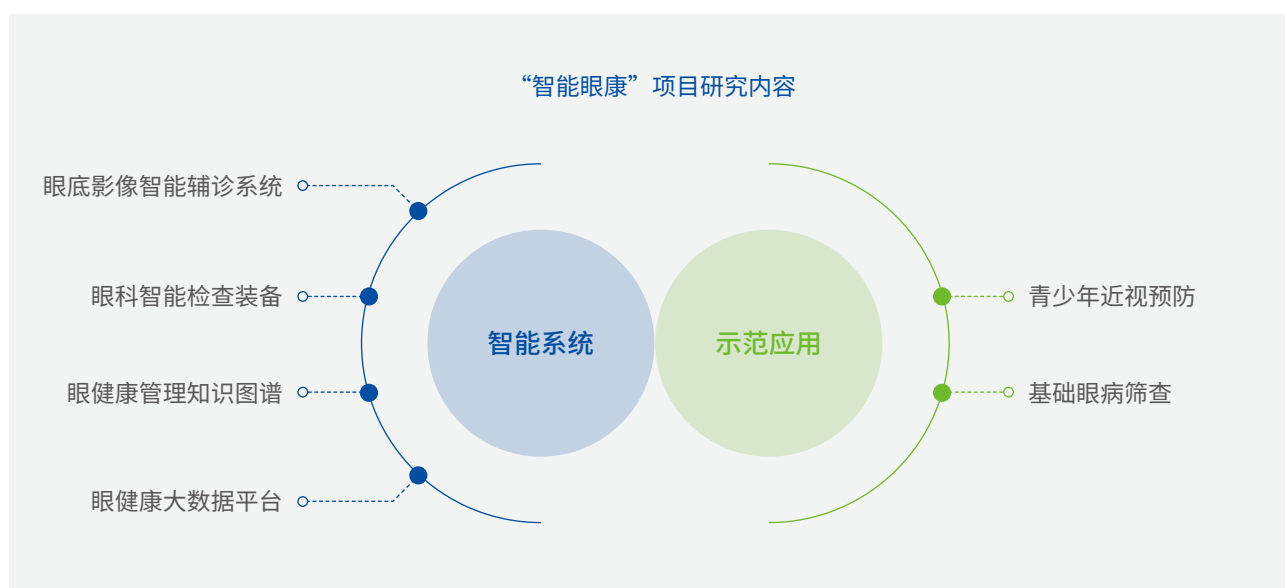 “智能眼康”项目研究内容
眼底影像智能辅诊系统
眼科智能检查装备
眼健康管理知识图谱
眼健康大数据平台
智能系统
示范应用
青少年近视预防
基础眼病筛查